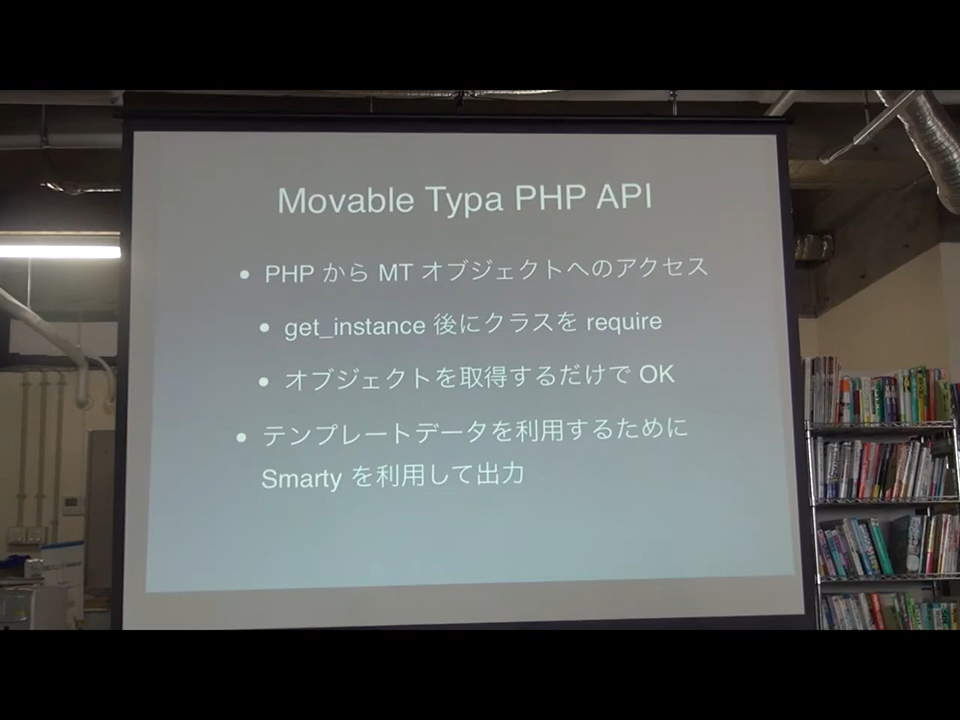 Movable Typa PHP API
• PHP から MT オブジェクトへのアクセス
• get_instance 後にクラスを require
• オブジェクトを取得するだけで OK
• テンプレートデータを利用するために
Smarty を利用して出力